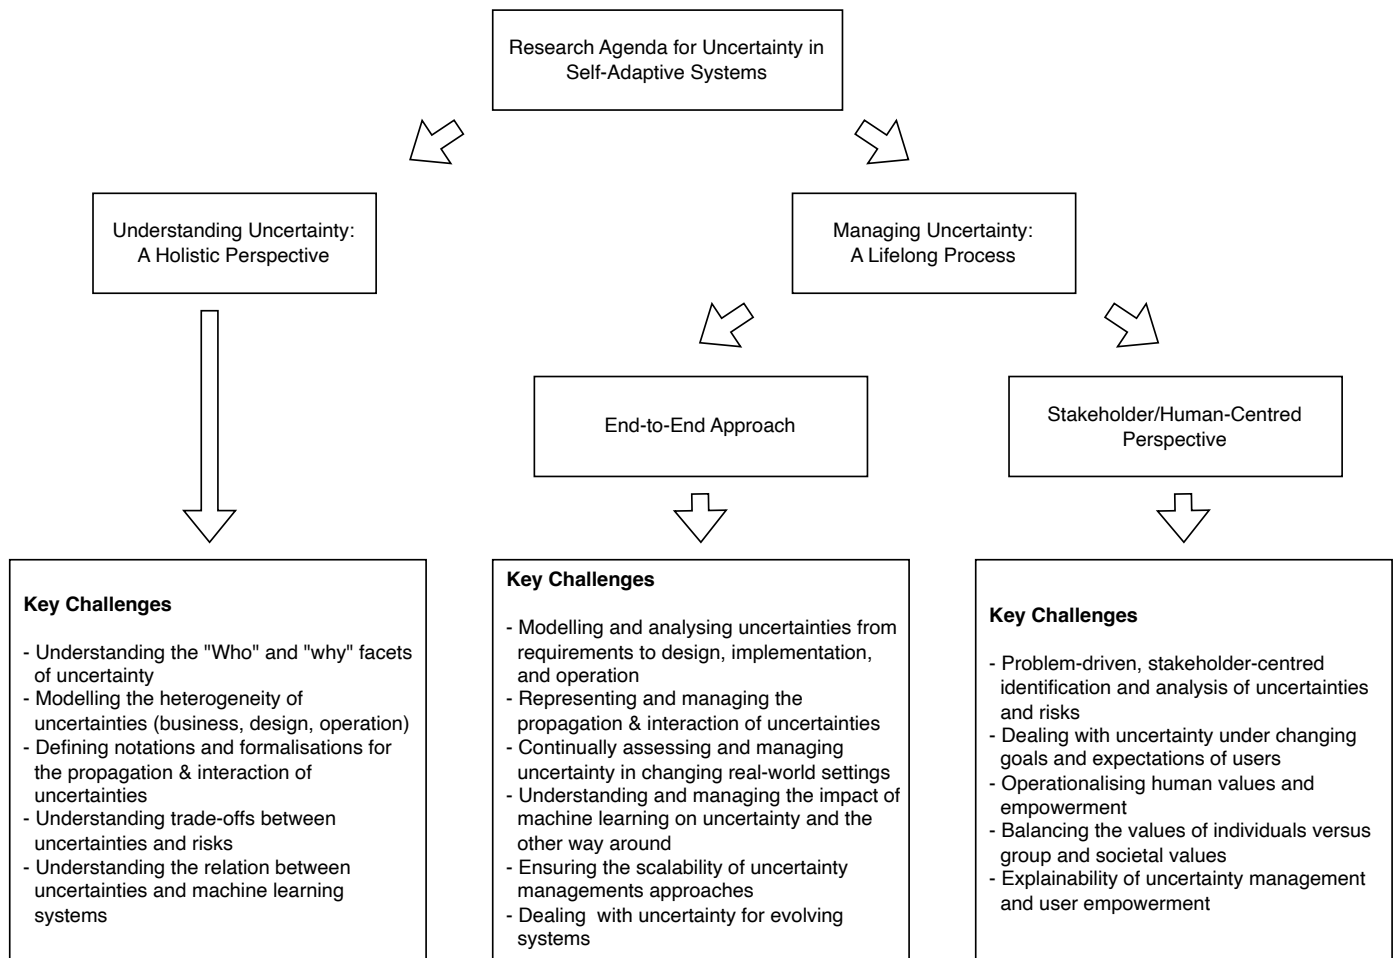 Research Agenda for Uncertainty in
Self-Adaptive Systems
Understanding Uncertainty:
A Holistic Perspective
Managing Uncertainty:
A Lifelong Process
End-to-End Approach
Stakeholder/Human-Centred
Perspective
Key Challenges
- Understanding the "Who" and "why" facets
of uncertainty
- Modelling the heterogeneity of
uncertainties (business, design, operation)
- Defining notations and formalisations for
the propagation & interaction of
uncertainties
- Understanding trade-offs between
uncertainties and risks
- Understanding the relation between
uncertainties and machine learning
systems
Key Challenges
- Modelling and analysing uncertainties from
requirements to design, implementation,
and operation
- Representing and managing the
propagation & interaction of uncertainties
- Continually assessing and managing
uncertainty in changing real-world settings
- Understanding and managing the impact of
machine learning on uncertainty and the
other way around
- Ensuring the scalability of uncertainty
managements approaches
- Dealing with uncertainty for evolving
systems
Key Challenges
- Problem-driven, stakeholder-centred
identification and analysis of uncertainties
and risks
- Dealing with uncertainty under changing
goals and expectations of users
- Operationalising human values and
empowerment
- Balancing the values of individuals versus
group and societal values
- Explainability of uncertainty management
and user empowerment